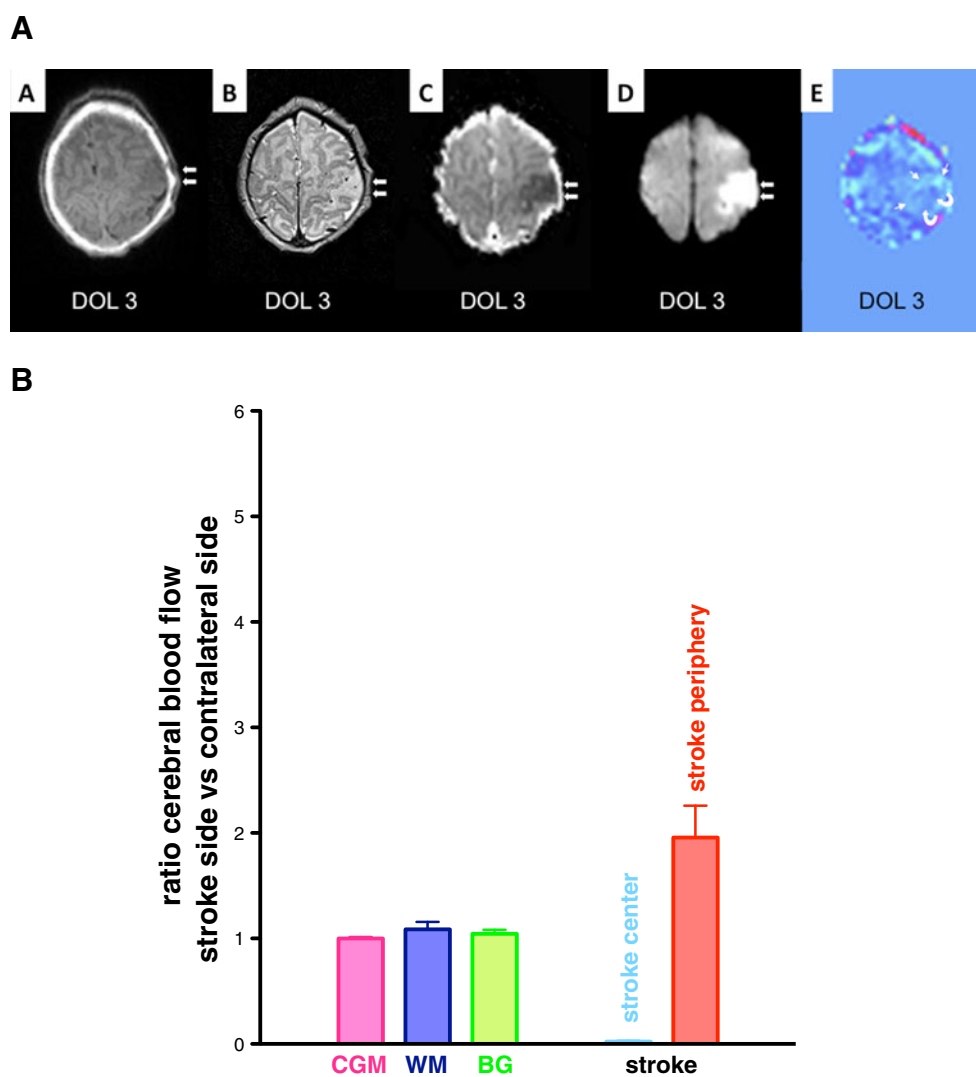 A
A B C D E
DOL 3 DOL 3 DOL 3 DOL 3 DOL 3
B
ratio cerebral blood flow
stroke side vs contralateral side
6
5
4
3
2
1
0
stroke center
stroke periphery
CGM WM BG stroke